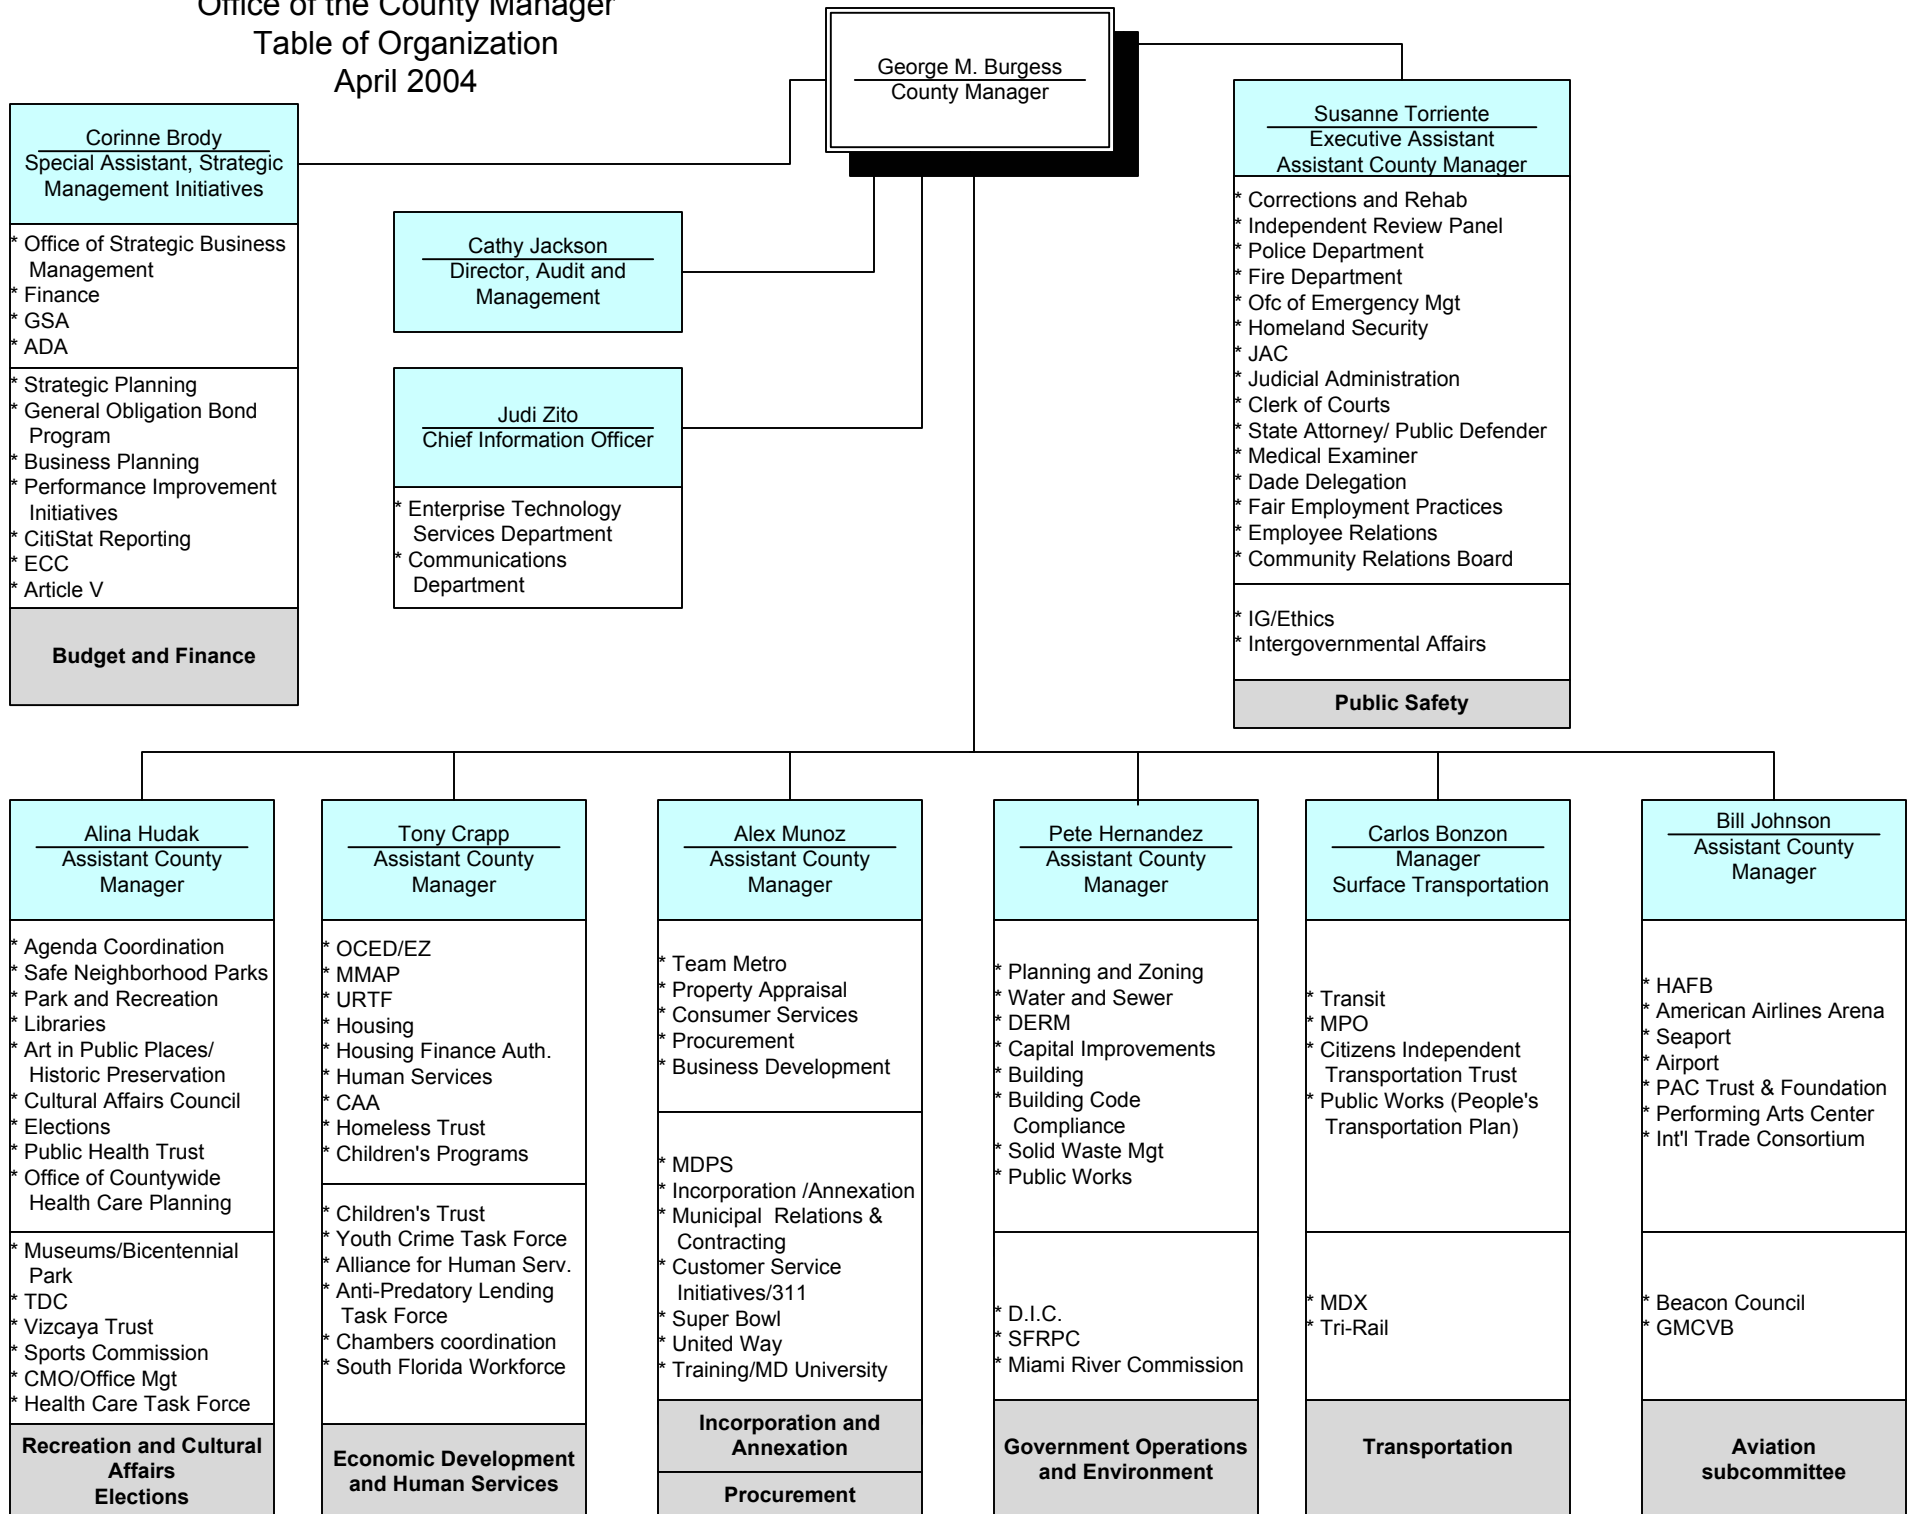 Office of the County Manager
Table of Organization
April 2004
George M. Burgess
County Manager
Corinne Brody
Special Assistant, Strategic
Management Initiatives
* Office of Strategic Business
Management
* Finance
* GSA
* ADA
* Strategic Planning
* General Obligation Bond
Program
* Business Planning
* Performance Improvement
Initiatives
* CitiStat Reporting
* ECC
* Article V
Budget and Finance
Cathy Jackson
Director, Audit and
Management
Judi Zito
Chief Information Officer
* Enterprise Technology
Services Department
* Communications
Department
Susanne Torriente
Executive Assistant
Assistant County Manager
* Corrections and Rehab
* Independent Review Panel
* Police Department
* Fire Department
* Ofc of Emergency Mgt
* Homeland Security
* JAC
* Judicial Administration
* Clerk of Courts
* State Attorney/ Public Defender
* Medical Examiner
* Dade Delegation
* Fair Employment Practices
* Employee Relations
* Community Relations Board
* IG/Ethics
* Intergovernmental Affairs
Public Safety
Alina Hudak
Assistant County
Manager
* Agenda Coordination
* Safe Neighborhood Parks
* Park and Recreation
* Libraries
* Art in Public Places/
Historic Preservation
* Cultural Affairs Council
* Elections
* Public Health Trust
* Office of Countywide
Health Care Planning
* Museums/Bicentennial
Park
* TDC
* Vizcaya Trust
* Sports Commission
* CMO/Office Mgt
* Health Care Task Force
Recreation and Cultural
Affairs
Elections
Tony Crapp
Assistant County
Manager
* OCED/EZ
* MMAP
* URTF
* Housing
* Housing Finance Auth.
* Human Services
* CAA
* Homeless Trust
* Children's Programs
* Children's Trust
* Youth Crime Task Force
* Alliance for Human Serv.
* Anti-Predatory Lending
Task Force
* Chambers coordination
* South Florida Workforce
Economic Development
and Human Services
Alex Munoz
Assistant County
Manager
* Team Metro
* Property Appraisal
* Consumer Services
* Procurement
* Business Development
* MDPS
* Incorporation /Annexation
* Municipal Relations &
Contracting
* Customer Service
Initiatives/311
* Super Bowl
* United Way
* Training/MD University
Incorporation and
Annexation
Procurement
Pete Hernandez
Assistant County
Manager
* Planning and Zoning
* Water and Sewer
* DERM
* Capital Improvements
* Building
* Building Code
Compliance
* Solid Waste Mgt
* Public Works
* D.I.C.
* SFRPC
* Miami River Commission
Government Operations
and Environment
Carlos Bonzon
Manager
Surface Transportation
* Transit
* MPO
* Citizens Independent
Transportation Trust
* Public Works (People's
Transportation Plan)
* MDX
* Tri-Rail
Transportation
Bill Johnson
Assistant County
Manager
* HAFB
* American Airlines Arena
* Seaport
* Airport
* PAC Trust & Foundation
* Performing Arts Center
* Int'l Trade Consortium
* Beacon Council
* GMCVB
Aviation
subcommittee